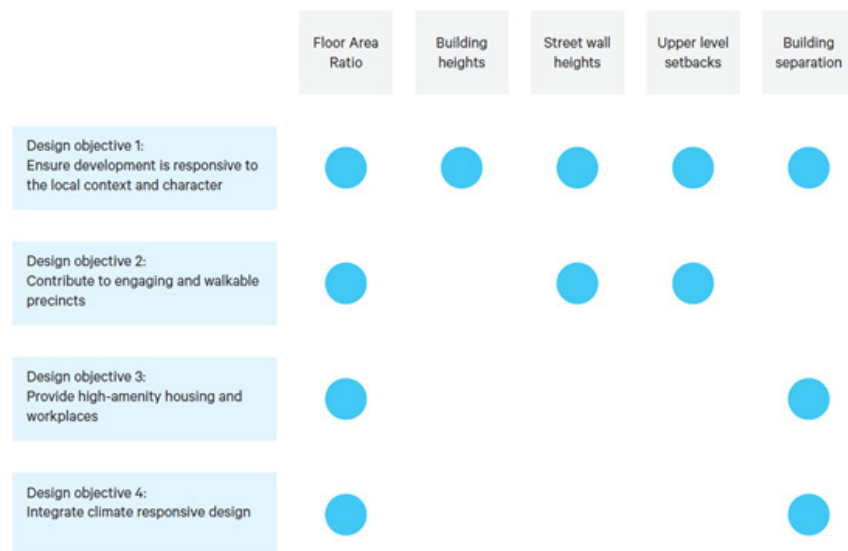 Floor Area
Ratio
Building
heights
Street wall
heights
Upper level
setbacks
Building
separation
Design objective 1:
Ensure development is responsive to
the local context and character
Design objective 2:
Contribute to engaging and walkable
precincts
Design objective 3:
Provide high-amenity housing and
workplaces
Design objective 4:
Integrate climate responsive design